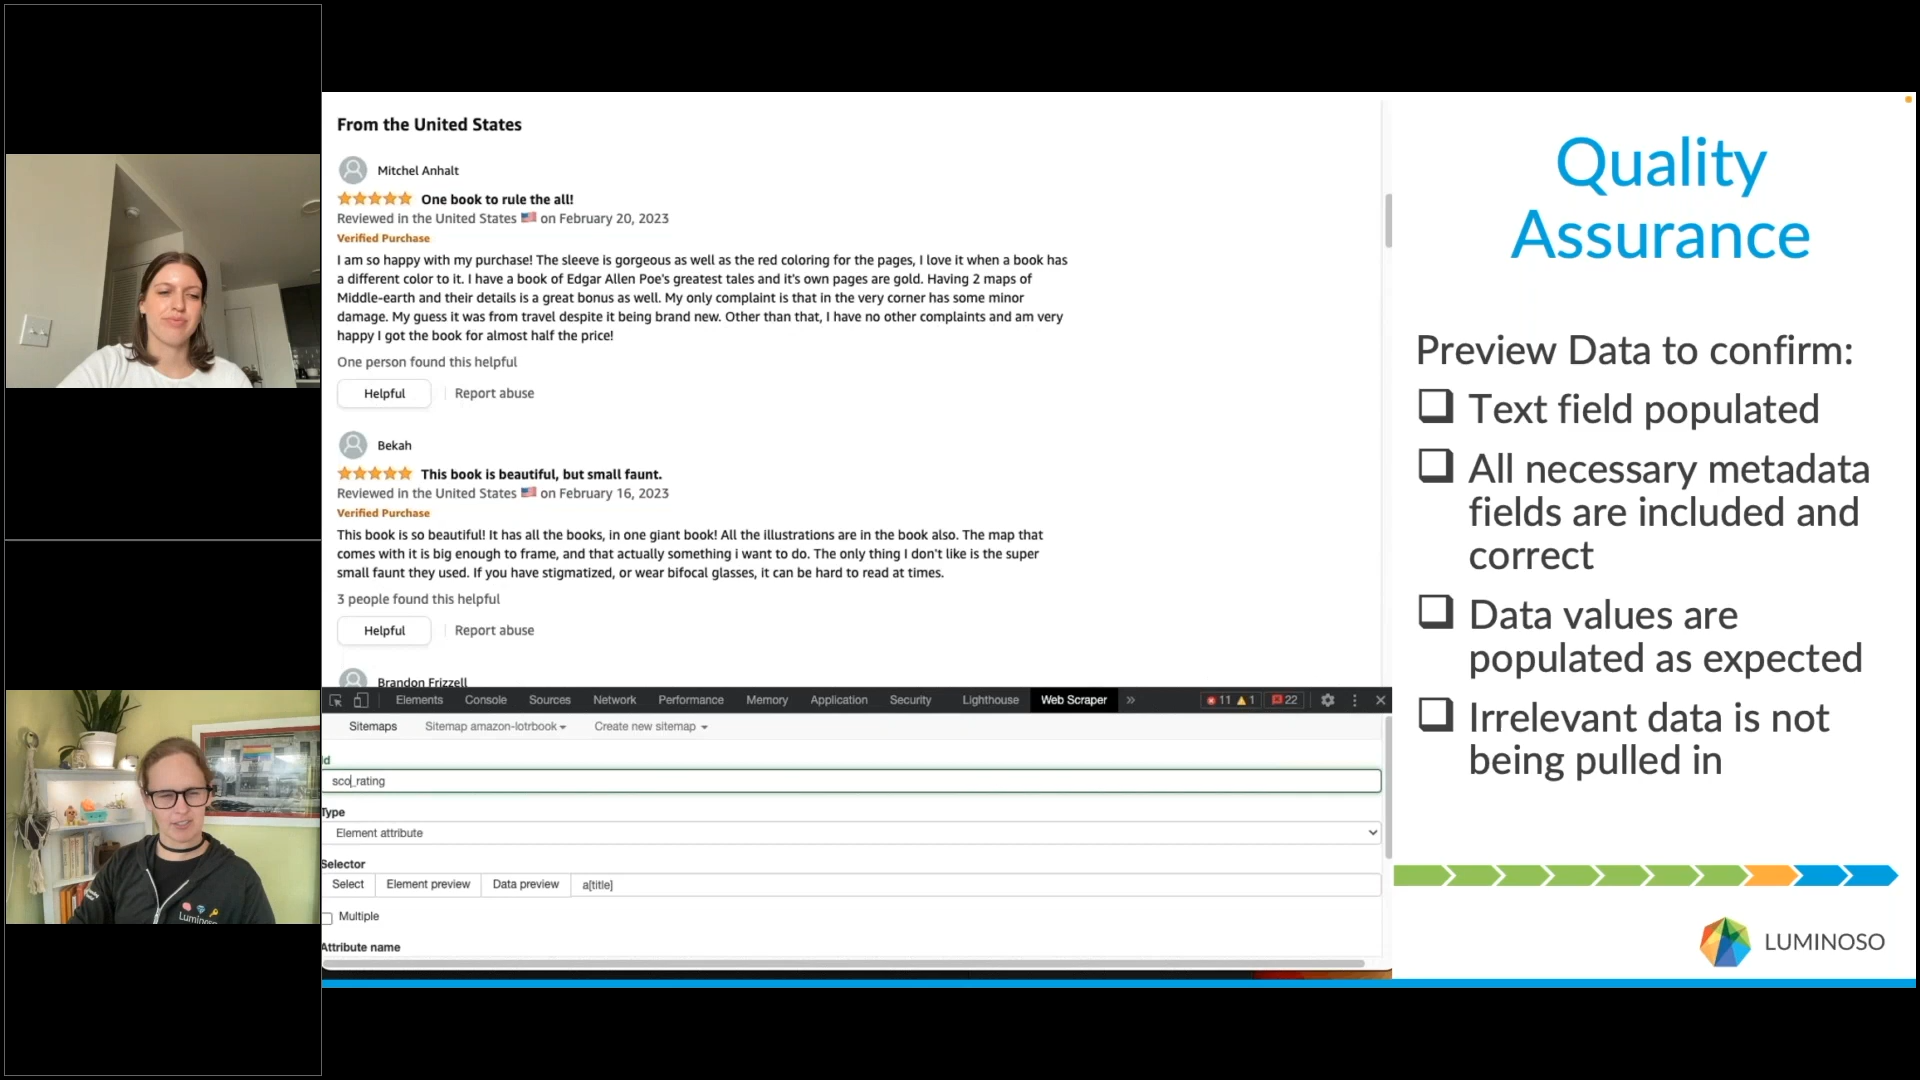 From the United States
Mitchel Anhalt
One book to rule the all!
Reviewed in the United States on February 20, 2023
Verified Purchase
I am so happy with my purchase! The sleeve is gorgeous as well as the red coloring for the pages, I love it when a book has
a different color to it. I have a book of Edgar Allen Poe's greatest tales and it's own pages are gold. Having 2 maps of
Middle-earth and their details is a great bonus as well. My only complaint is that in the very corner has some minor
damage. My guess it was from travel despite it being brand new. Other than that, I have no other complaints and am very
happy I got the book for almost half the price!
One person found this helpful
Helpful
Report abuse
Bekah
This book is beautiful, but small faunt.
Reviewed in the United States on February 16, 2023
Verified Purchase
This book is so beautiful! It has all the books, in one giant book! All the illustrations are in the book also. The map that
comes with it is big enough to frame, and that actually something i want to do. The only thing I don't like is the super
small faunt they used. If you have stigmatized, or wear bifocal glasses, it can be hard to read at times.
3 people found this helpful
Helpful
Report abuse
Brandon Frizzell
Elements Console Sources Network Performance Memory Application Security Lighthouse Web Scraper » 11 1 22
Sitemaps Sitemap amazon-lotrbook Create new sitemap
Id
sco_rating
Type
Element attribute
Selector
Select Element preview Data preview a[title]
Multiple
Attribute name
Quality
Assurance
Preview Data to confirm:
Text field populated
All necessary metadata
fields are included and
correct
Data values are
populated as expected
Irrelevant data is not
being pulled in
LUMINOSO
Luminoso